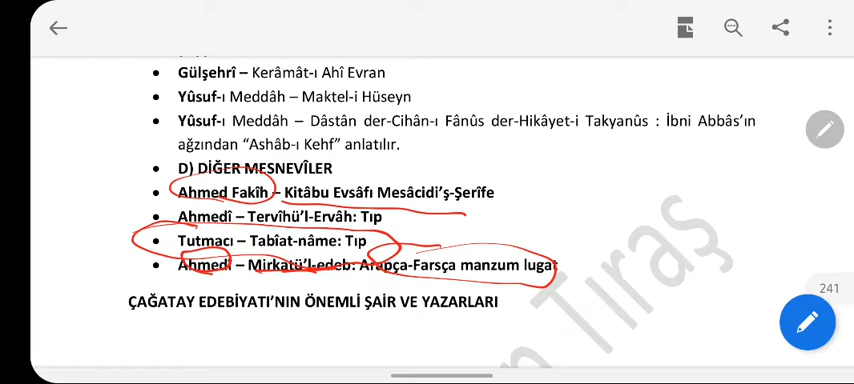 • Gülşehrî – Kerâmât-ı Ahî Evran
• Yûsuf-ı Meddâh – Maktel-i Hüseyn
• Yûsuf-ı Meddâh – Dâstân der-Cihân-ı Fânûs der-Hikâyet-i Takyanûs : İbni Abbâs'ın
ağzından “Ashâb-ı Kehf” anlatılır.
• D) DİĞER MESNEVÎLER
• Ahmed Fakîh – Kitâbu Evsâfı Mesâcidi'ş-Şerîfe
• Ahmedî – Tervîhü'l-Ervâh: Tıp
• Tutmacı – Tabîat-nâme: Tıp
• Ahmedî – Mirkatü'l-edeb: Arapça-Farsça manzum lugat
241
ÇAĞATAY EDEBİYATI'NIN ÖNEMLİ ŞAİR VE YAZARLARI
Tıraş